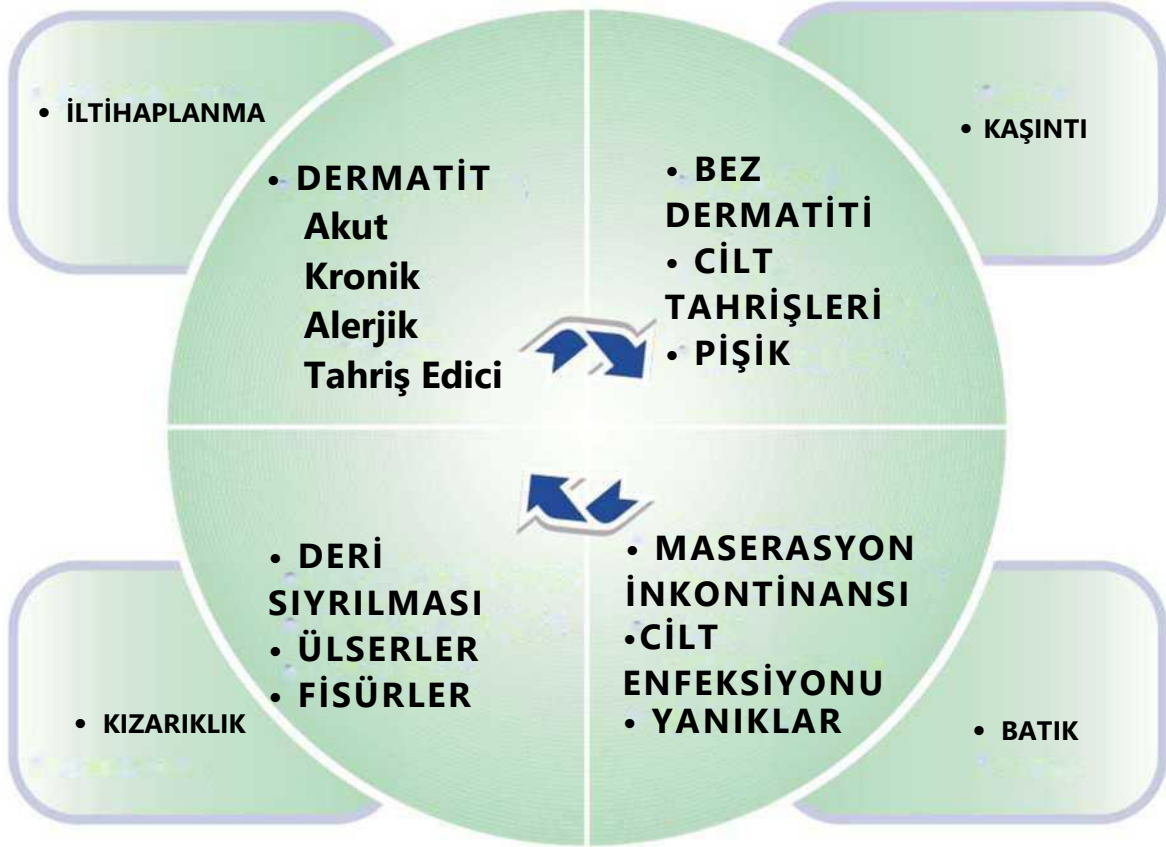 • İLTİHAPLANMA
• DERMATİT
Akut
Kronik
Alerjik
Tahriş Edici
• BEZ
DERMATİTİ
• CİLT
TAHRİŞLERİ
• PİŞİK
• KAŞINTI
• DERİ
SIYRILMASI
• ÜLSERLER
• FİSÜRLER
• KIZARIKLIK
• MASERASYON
İNKONTİNANSI
•CİLT
ENFEKSİYONU
• YANIKLAR
• BATIK